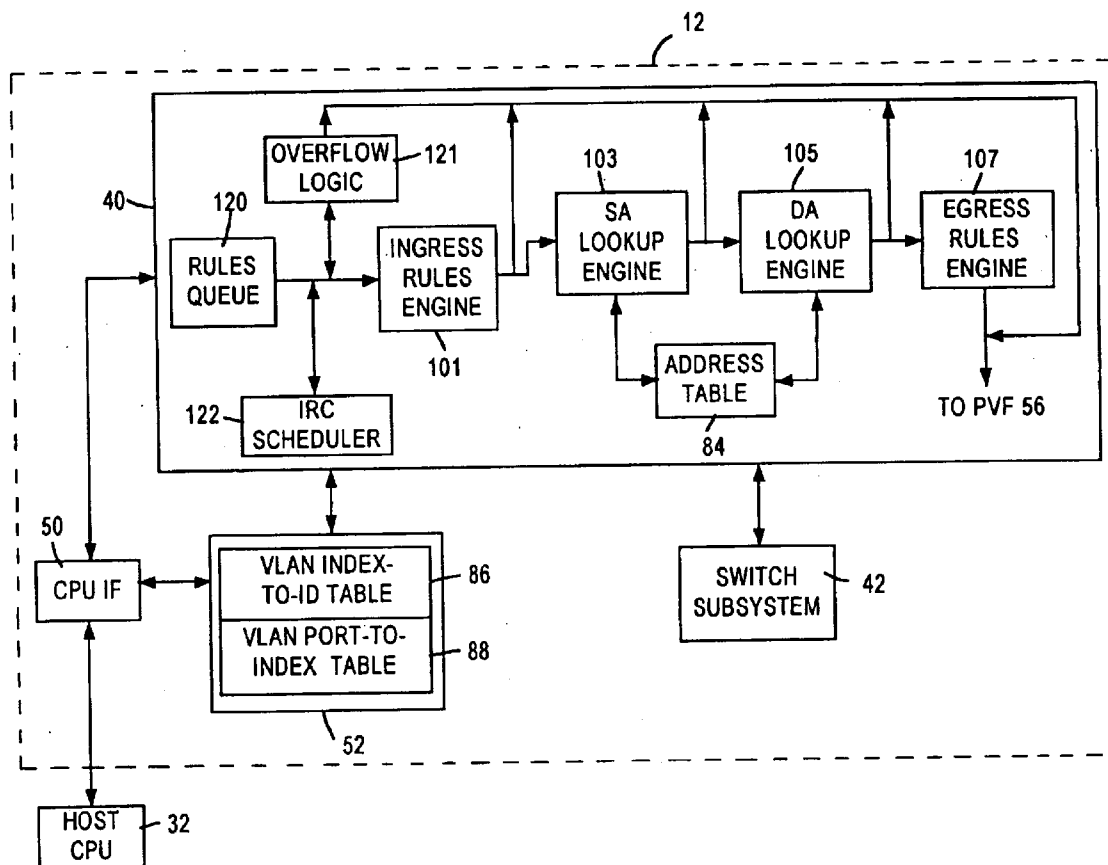 12
OVERFLOW
LOGIC
121
40
120
RULES
QUEUE
INGRESS
RULES
ENGINE
101
103
SA
LOOKUP
ENGINE
105
DA
LOOKUP
ENGINE
107
EGRESS
RULES
ENGINE
ADDRESS
TABLE
84
TO PVF 56
122
IRC
SCHEDULER
50
CPU IF
VLAN INDEX-
TO-ID TABLE
86
VLAN PORT-TO-
INDEX TABLE
88
52
SWITCH
SUBSYSTEM
42
HOST
CPU
32